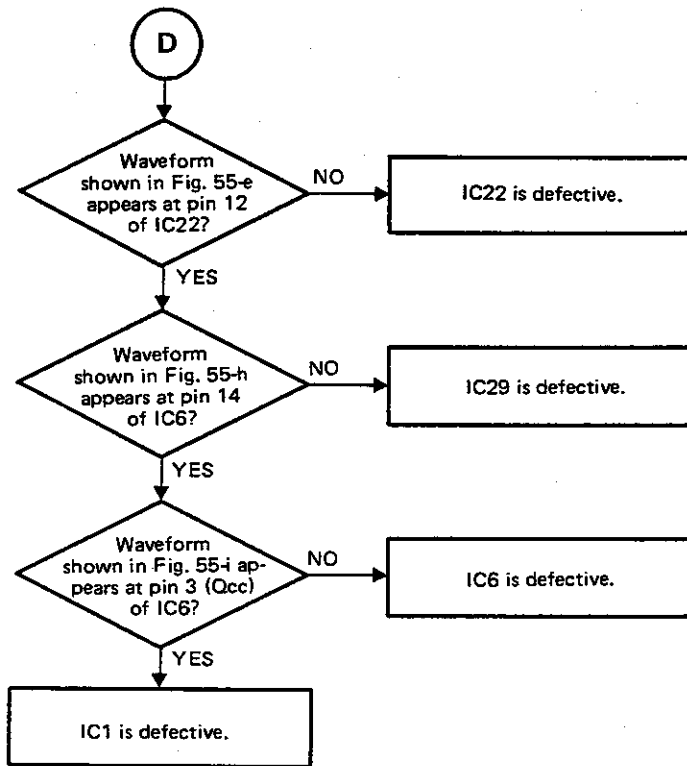 D
Waveform
shown in Fig. 55-e
appears at pin 12
of IC22?
NO
IC22 is defective.
YES
Waveform
shown in Fig. 55-h
appears at pin 14
of IC6?
NO
IC29 is defective.
YES
Waveform
shown in Fig. 55-i ap-
pears at pin 3 (Qcc)
of IC6?
NO
IC6 is defective.
YES
IC1 is defective.